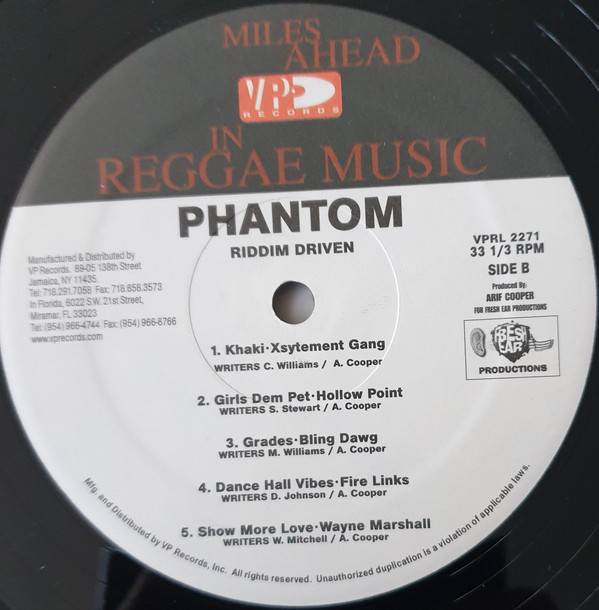 MILES
AHEAD
VP
RECORDS
IN
REGGAE MUSIC
PHANTOM
RIDDIM DRIVEN
Manufactured & Distributed by
VP Records. 89-05 138th Street
Jamaica, NY 11435.
Tel: 718.291.7058 Fax: 718.658.3573
In Florida, 6022 S.W. 21st Street,
Miramar, FL 33023
Tel: (954) 966-4744 Fax: (954) 966-8766
www.vprecords.com
VPRL 2271
33 1/3 RPM
SIDE B
Produced By:
ARIF COOPER
FOR FRESH EAR PRODUCTIONS
FRESH
EAR
PRODUCTIONS
1. Khaki·Xsytement Gang
WRITERS C. Williams / A. Cooper
2. Girls Dem Pet·Hollow Point
WRITERS S. Stewart / A. Cooper
3. Grades·Bling Dawg
WRITERS M. Williams / A. Cooper
4. Dance Hall Vibes·Fire Links
WRITERS D. Johnson / A. Cooper
5. Show More Love·Wayne Marshall
WRITERS W. Mitchell / A. Cooper
Mfg. and Distributed by VP Records, Inc. All rights reserved. Unauthorized duplication is a violation of applicable laws.